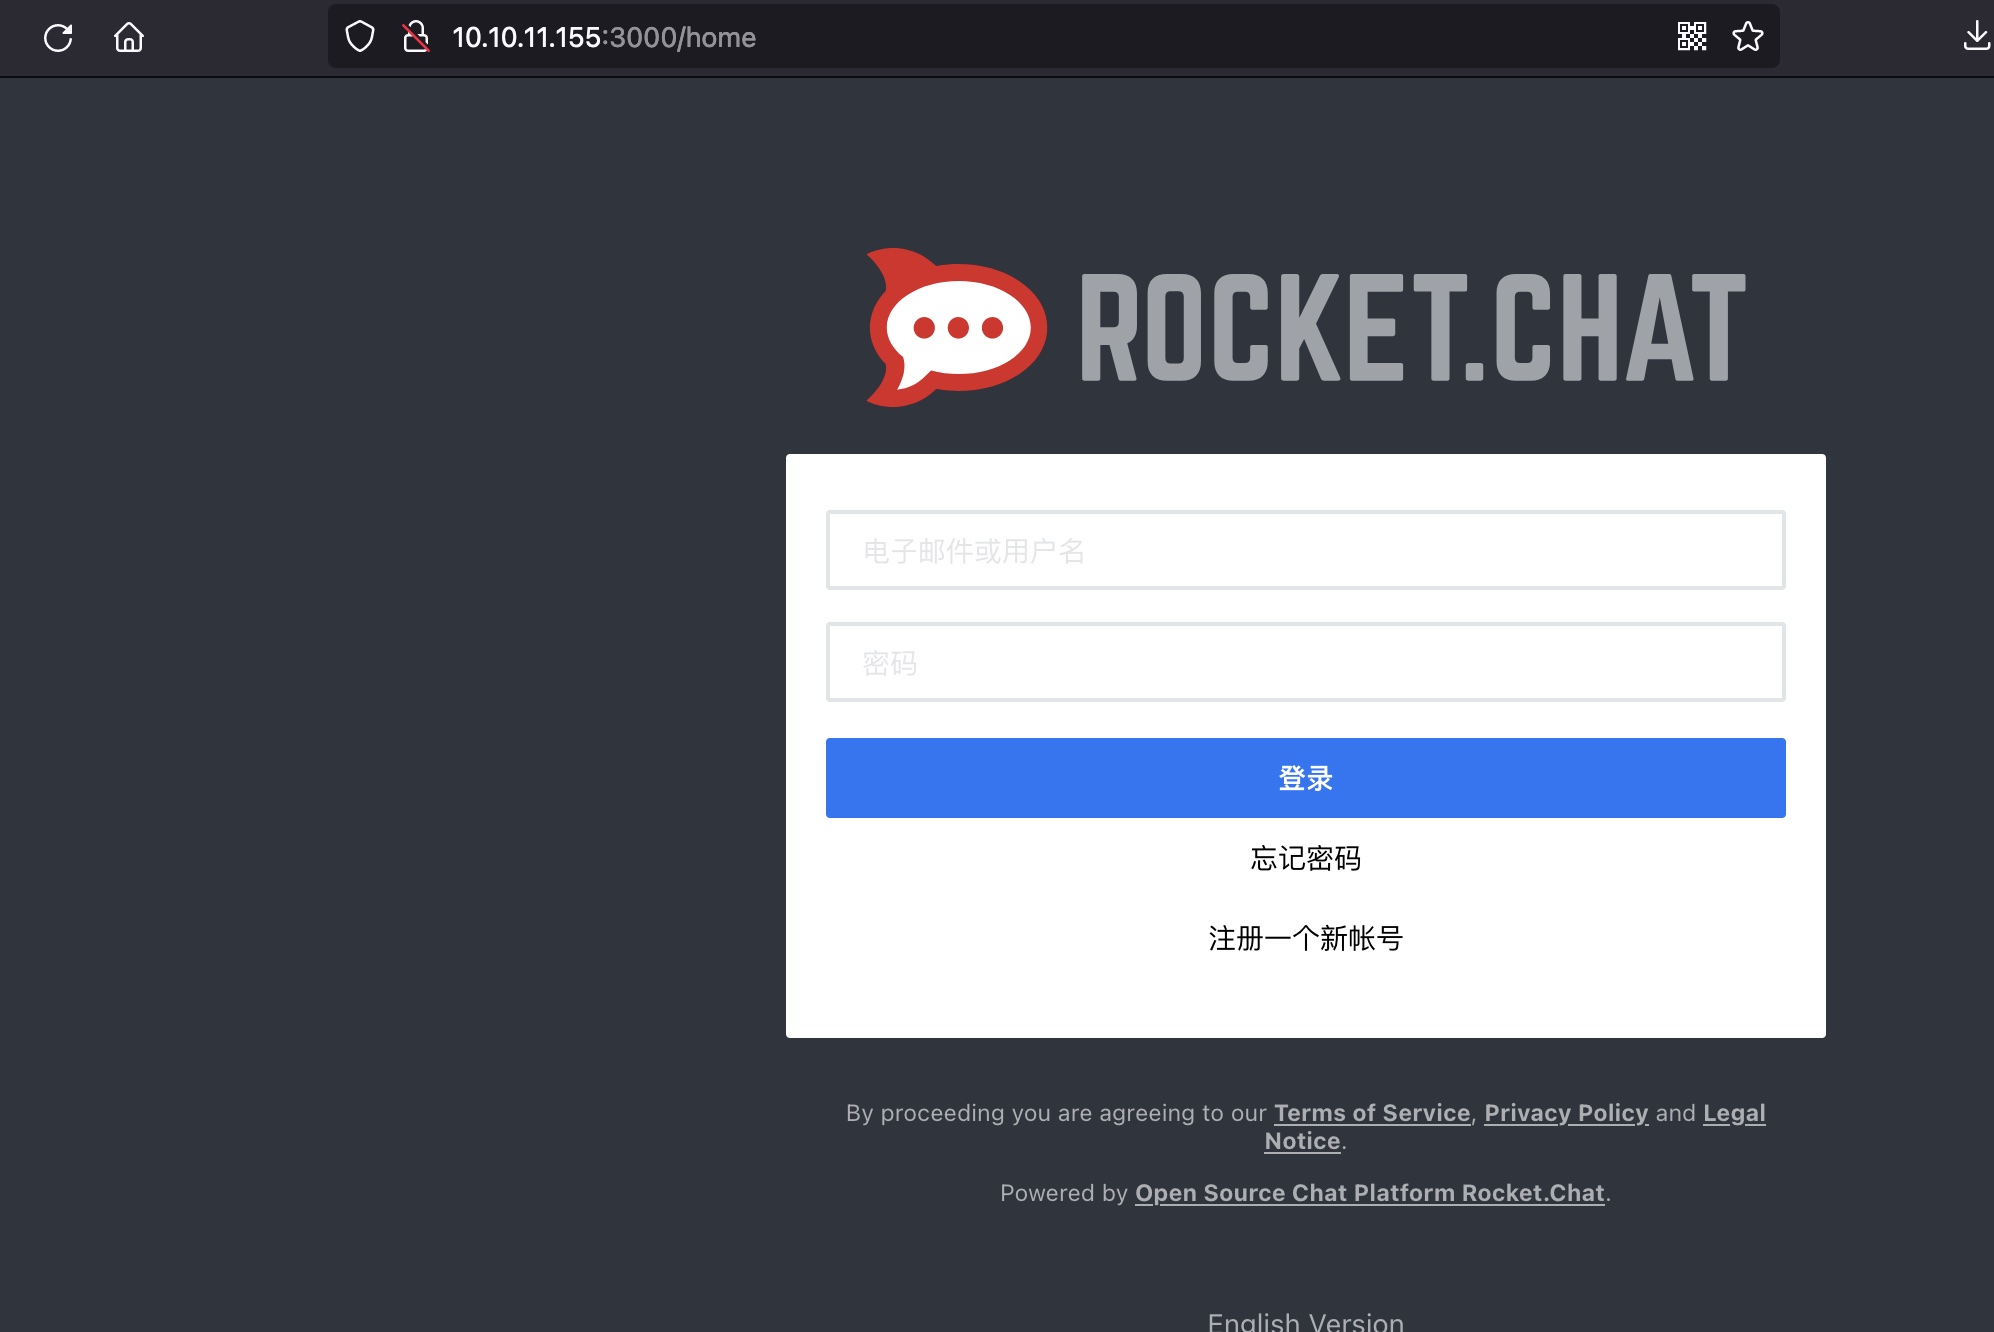 10.10.11.155:3000/home
ROCKET.CHAT
电子邮件或用户名
密码
登录
忘记密码
注册一个新帐号
By proceeding you are agreeing to our Terms of Service, Privacy Policy and Legal
Notice.
Powered by Open Source Chat Platform Rocket.Chat.
English Version